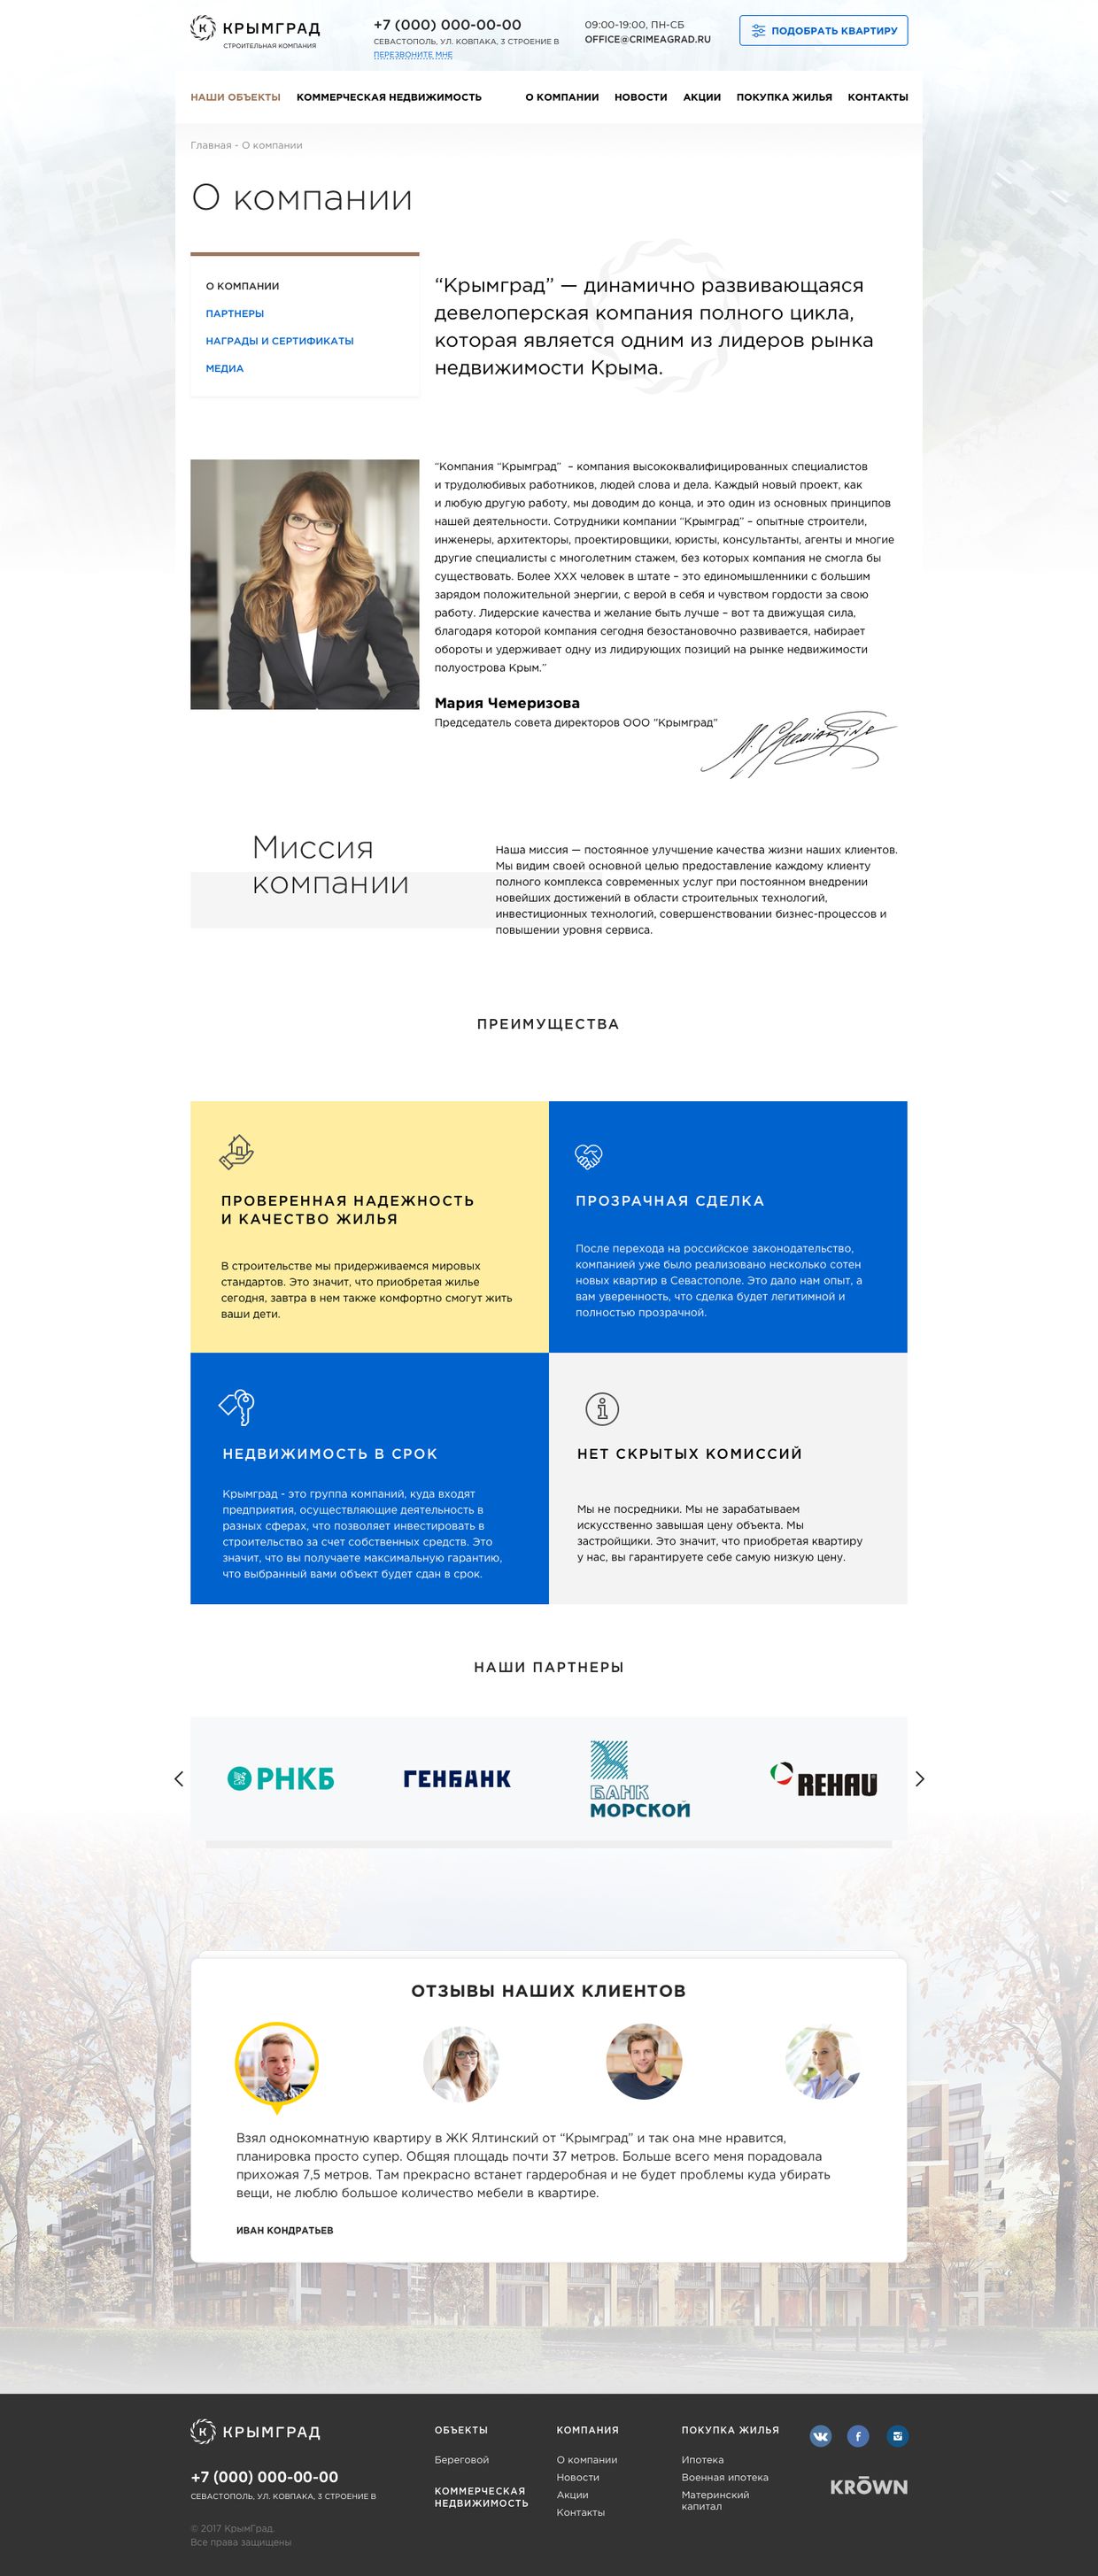 КРЫМГРАД
СТРОИТЕЛЬНАЯ КОМПАНИЯ
+7 (000) 000-00-00
СЕВАСТОПОЛЬ, УЛ. КОВПАКА, 3 СТРОЕНИЕ В
ПЕРЕЗВОНИТЕ МНЕ
09:00-19:00, ПН-СБ
OFFICE@CRIMEAGRAD.RU
ПОДОБРАТЬ КВАРТИРУ
НАШИ ОБЪЕКТЫ КОММЕРЧЕСКАЯ НЕДВИЖИМОСТЬ О КОМПАНИИ НОВОСТИ АКЦИИ ПОКУПКА ЖИЛЬЯ КОНТАКТЫ
Главная - О компании
О компании
О КОМПАНИИ
ПАРТНЕРЫ
НАГРАДЫ И СЕРТИФИКАТЫ
МЕДИА
“Крымград” — динамично развивающаяся
девелоперская компания полного цикла,
которая является одним из лидеров рынка
недвижимости Крыма.
“Компания “Крымград” – компания высококвалифицированных специалистов
и трудолюбивых работников, людей слова и дела. Каждый новый проект, как
и любую другую работу, мы доводим до конца, и это один из основных принципов
нашей деятельности. Сотрудники компании “Крымград” – опытные строители,
инженеры, архитекторы, проектировщики, юристы, консультанты, агенты и многие
другие специалисты с многолетним стажем, без которых компания не смогла бы
существовать. Более ХХХ человек в штате – это единомышленники с большим
зарядом положительной энергии, с верой в себя и чувством гордости за свою
работу. Лидерские качества и желание быть лучше – вот та движущая сила,
благодаря которой компания сегодня безостановочно развивается, набирает
обороты и удерживает одну из лидирующих позиций на рынке недвижимости
полуострова Крым.”
Мария Чемеризова
Председатель совета директоров ООО "Крымград"
Миссия
компании
Наша миссия — постоянное улучшение качества жизни наших клиентов.
Мы видим своей основной целью предоставление каждому клиенту
полного комплекса современных услуг при постоянном внедрении
новейших достижений в области строительных технологий,
инвестиционных технологий, совершенствовании бизнес-процессов и
повышении уровня сервиса.
ПРЕИМУЩЕСТВА
ПРОВЕРЕННАЯ НАДЕЖНОСТЬ
И КАЧЕСТВО ЖИЛЬЯ
В строительстве мы придерживаемся мировых
стандартов. Это значит, что приобретая жилье
сегодня, завтра в нем также комфортно смогут жить
ваши дети.
ПРОЗРАЧНАЯ СДЕЛКА
После перехода на российское законодательство,
компанией уже было реализовано несколько сотен
новых квартир в Севастополе. Это дало нам опыт, а
вам уверенность, что сделка будет легитимной и
полностью прозрачной.
НЕДВИЖИМОСТЬ В СРОК
Крымград - это группа компаний, куда входят
предприятия, осуществляющие деятельность в
разных сферах, что позволяет инвестировать в
строительство за счет собственных средств. Это
значит, что вы получаете максимальную гарантию,
что выбранный вами объект будет сдан в срок.
НЕТ СКРЫТЫХ КОМИССИЙ
Мы не посредники. Мы не зарабатываем
искусственно завышая цену объекта. Мы
застройщики. Это значит, что приобретая квартиру
у нас, вы гарантируете себе самую низкую цену.
НАШИ ПАРТНЕРЫ
РНКБ
ГЕНБАНК
БАНК
МОРСКОЙ
REHAU
ОТЗЫВЫ НАШИХ КЛИЕНТОВ
Взял однокомнатную квартиру в ЖК Ялтинский от “Крымград” и так она мне нравится,
планировка просто супер. Общяя площадь почти 37 метров. Больше всего меня порадовала
прихожая 7,5 метров. Там прекрасно встанет гардеробная и не будет проблемы куда убирать
вещи, не люблю большое количество мебели в квартире.
ИВАН КОНДРАТЬЕВ
КРЫМГРАД
+7 (000) 000-00-00
СЕВАСТОПОЛЬ, УЛ. КОВПАКА, 3 СТРОЕНИЕ В
© 2017 КрымГрад.
Все права защищены
ОБЪЕКТЫ
Береговой
КОММЕРЧЕСКАЯ
НЕДВИЖИМОСТЬ
КОМПАНИЯ
О компании
Новости
Акции
Контакты
ПОКУПКА ЖИЛЬЯ
Ипотека
Военная ипотека
Материнский
капитал
KRŌWN